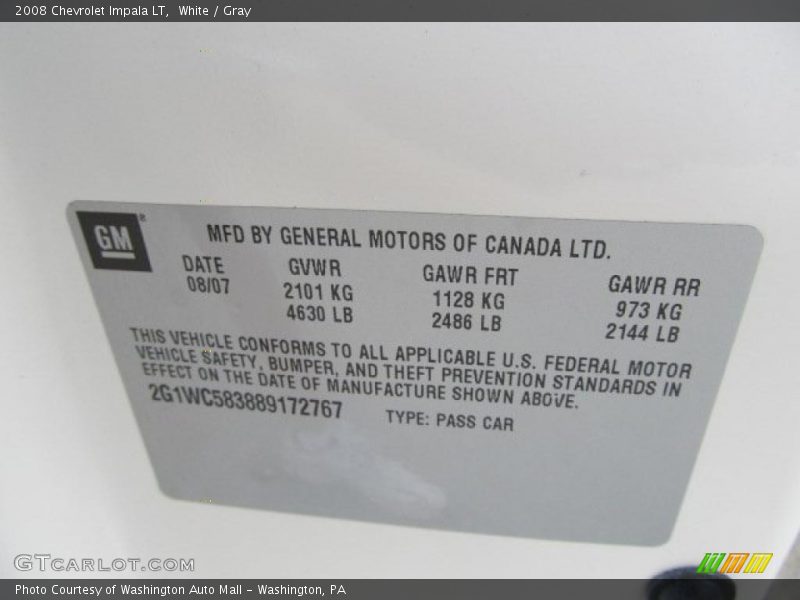 2008 Chevrolet Impala LT,  White / Gray
GM
MFD BY GENERAL MOTORS OF CANADA LTD.
DATE GVWR GAWR FRT GAWR RR
08/07 2101 KG 1128 KG 973 KG
4630 LB 2486 LB 2144 LB
THIS VEHICLE CONFORMS TO ALL APPLICABLE U.S. FEDERAL MOTOR
VEHICLE SAFETY, BUMPER, AND THEFT PREVENTION STANDARDS IN
EFFECT ON THE DATE OF MANUFACTURE SHOWN ABOVE.
2G1WC583889172767 TYPE: PASS CAR
GTCARLOT.COM
Photo Courtesy of Washington Auto Mall - Washington, PA